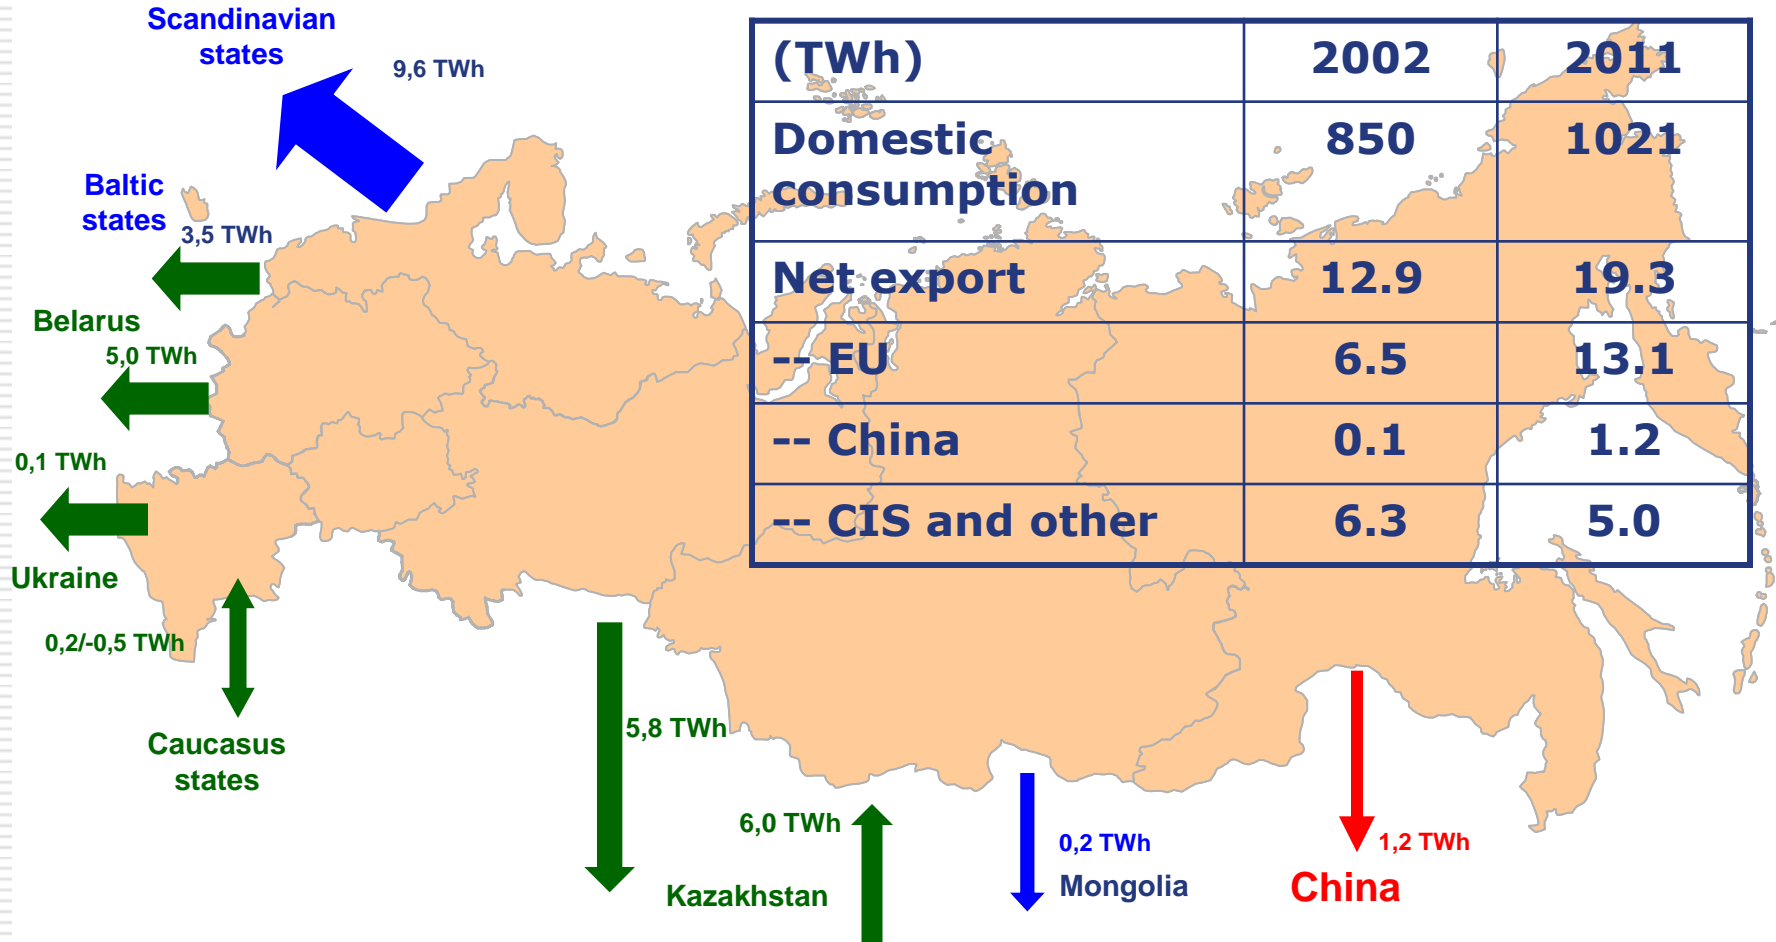 Scandinavian
states
9,6 TWh
Baltic
states
3,5 TWh
Belarus
5,0 TWh
0,1 TWh
Ukraine
0,2/-0,5 TWh
Caucasus
states
5,8 TWh
6,0 TWh
Kazakhstan
0,2 TWh
Mongolia
1,2 TWh
China
(TWh) 2002 2011
Domestic 850 1021
consumption
Net export 12.9 19.3
-- EU 6.5 13.1
-- China 0.1 1.2
-- CIS and other 6.3 5.0